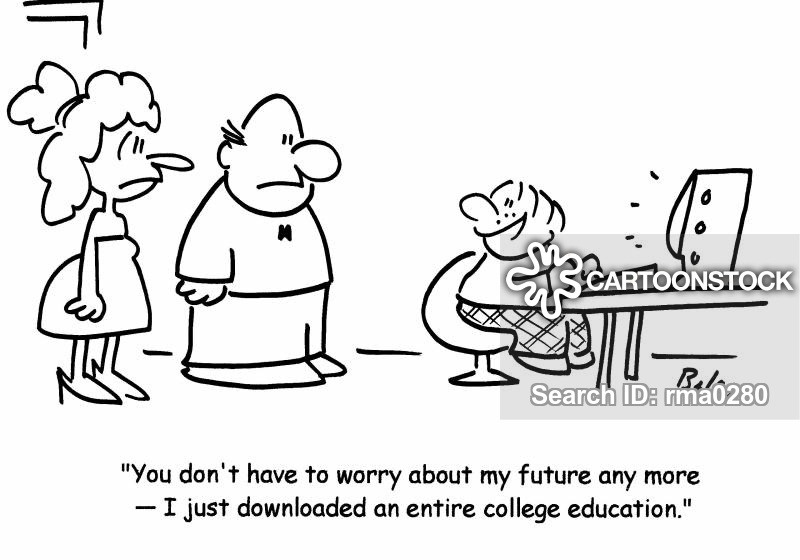 CARTOONSTOCK
Search ID: rma0280
"You don't have to worry about my future any more
— I just downloaded an entire college education."